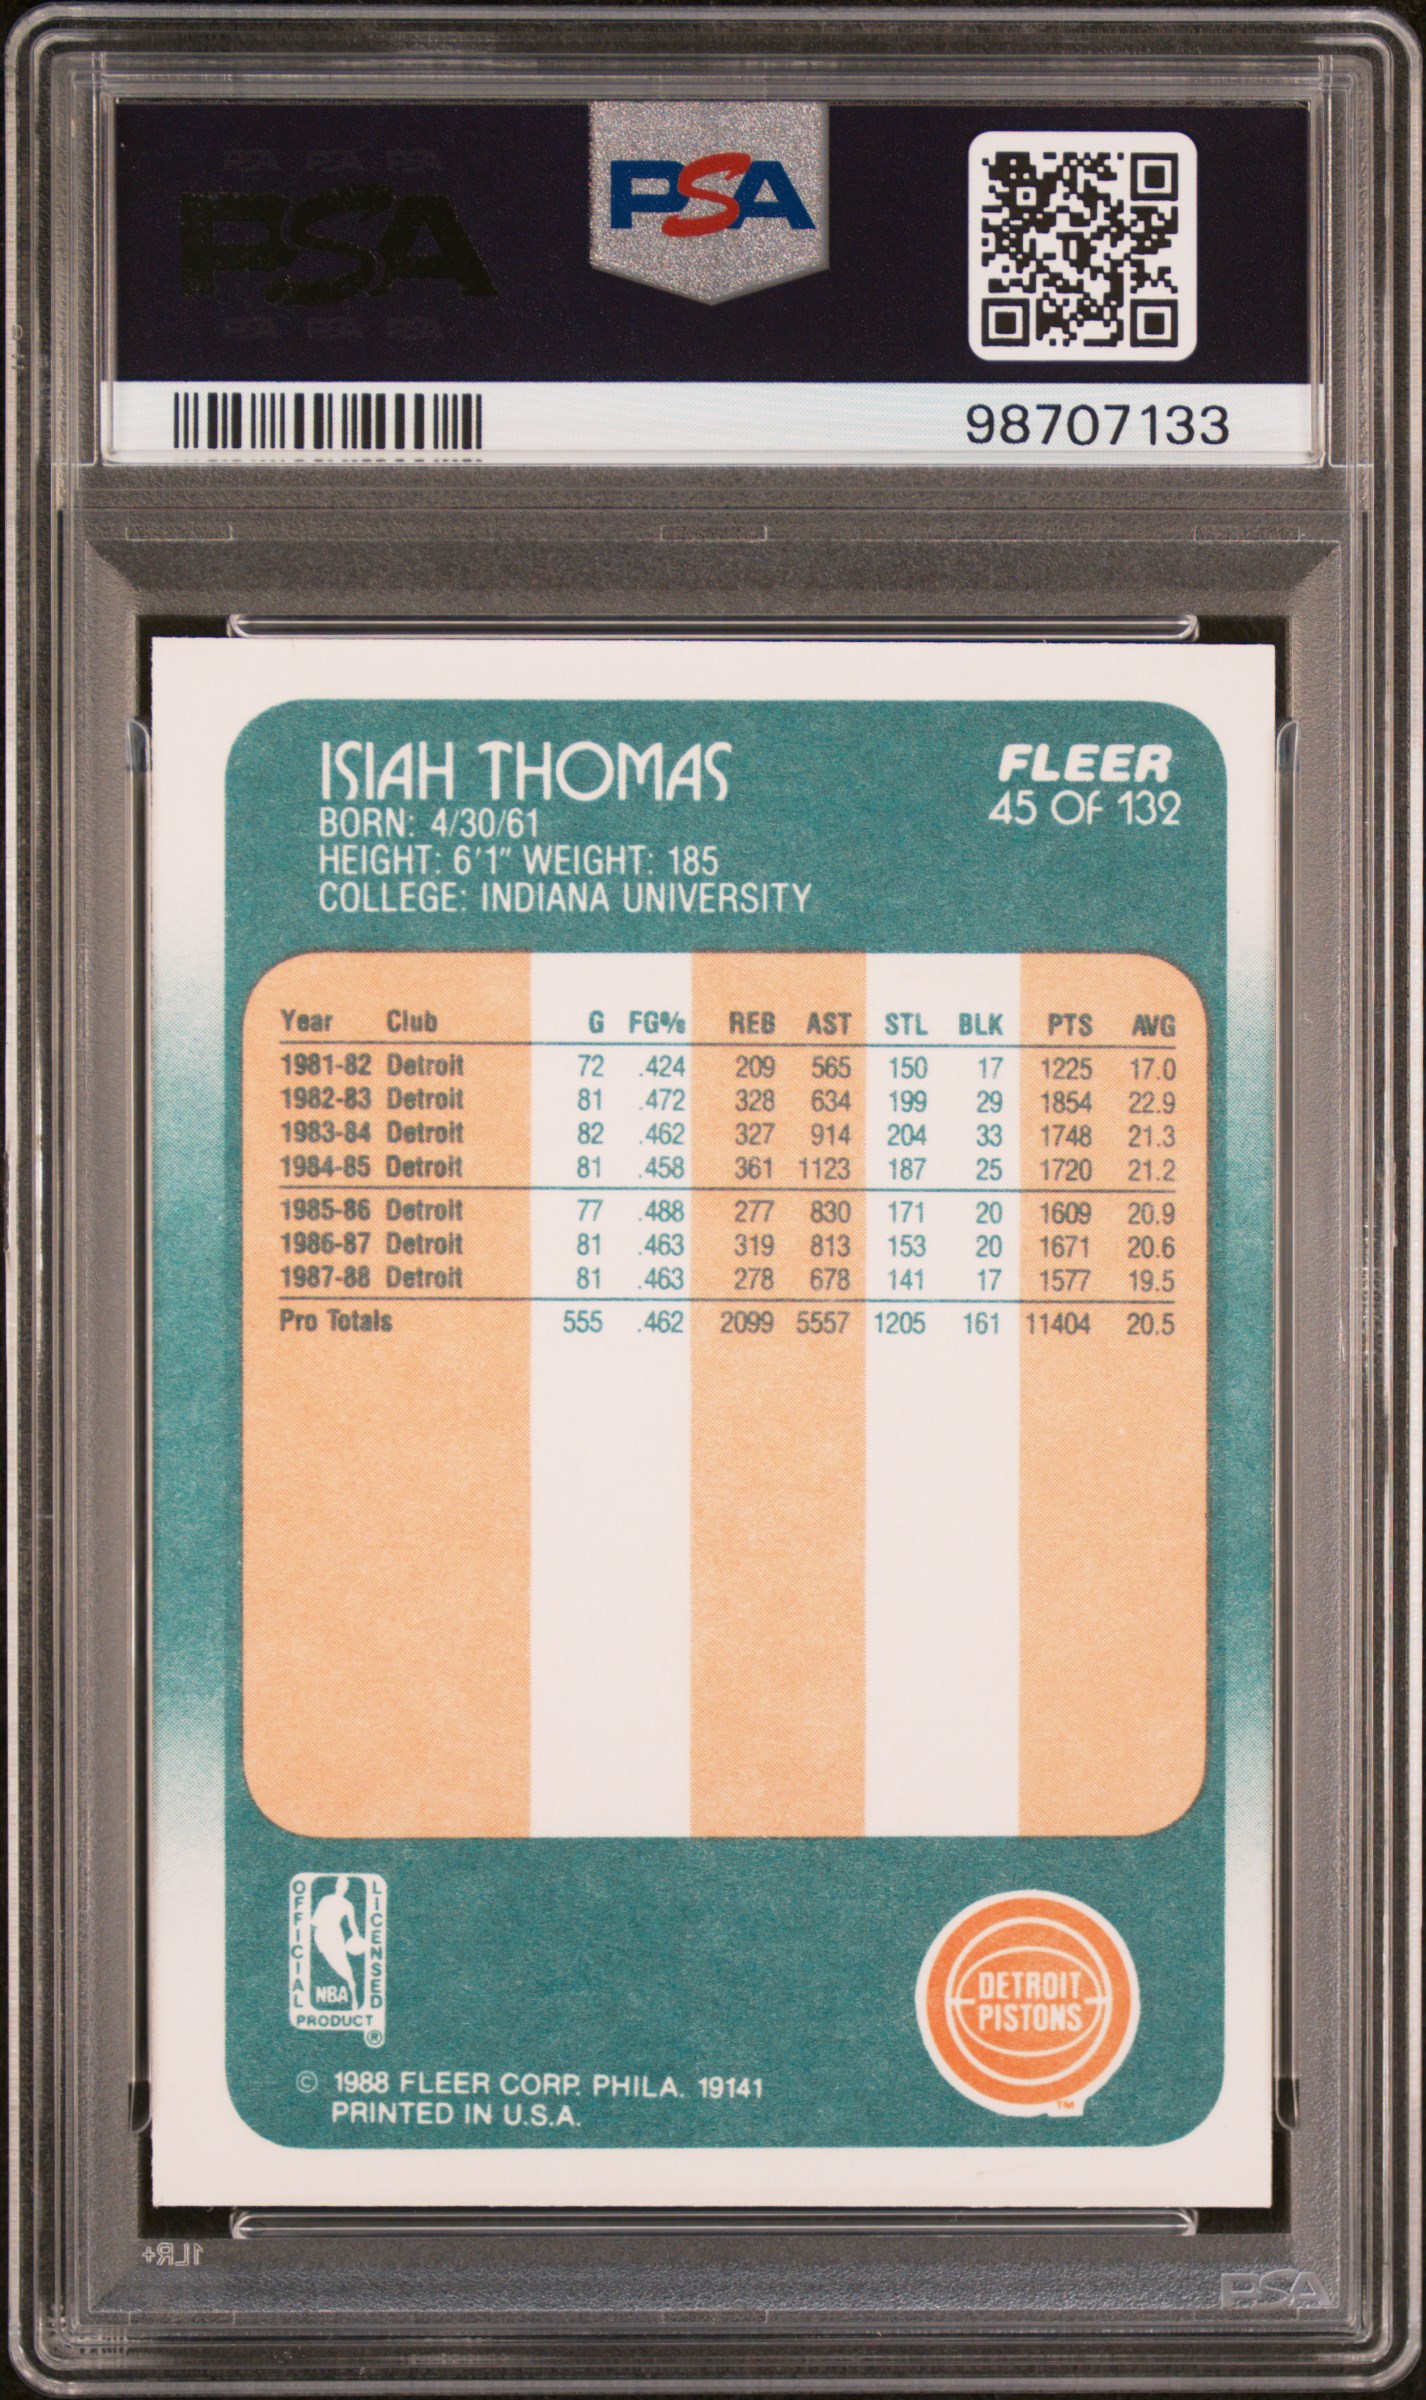 PSA PSA PSA
PSA
PSA PSA PSA
PSA
98707133
ISIAH THOMAS
BORN: 4/30/61
HEIGHT: 6'1" WEIGHT: 185
COLLEGE: INDIANA UNIVERSITY
FLEER
45 OF 132
Year Club G FG% REB AST STL BLK PTS AVG
1981-82 Detroit 72 .424 209 565 150 17 1225 17.0
1982-83 Detroit 81 .472 328 634 199 29 1854 22.9
1983-84 Detroit 82 .462 327 914 204 33 1748 21.3
1984-85 Detroit 81 .458 361 1123 187 25 1720 21.2
1985-86 Detroit 77 .488 277 830 171 20 1609 20.9
1986-87 Detroit 81 .463 319 813 153 20 1671 20.6
1987-88 Detroit 81 .463 278 678 141 17 1577 19.5
Pro Totals 555 .462 2099 5557 1205 161 11404 20.5
OFFICIAL LICENSED
NBA
PRODUCT
®
DETROIT
PISTONS
TM
© 1988 FLEER CORP. PHILA. 19141
PRINTED IN U.S.A.
1LR+
PSA